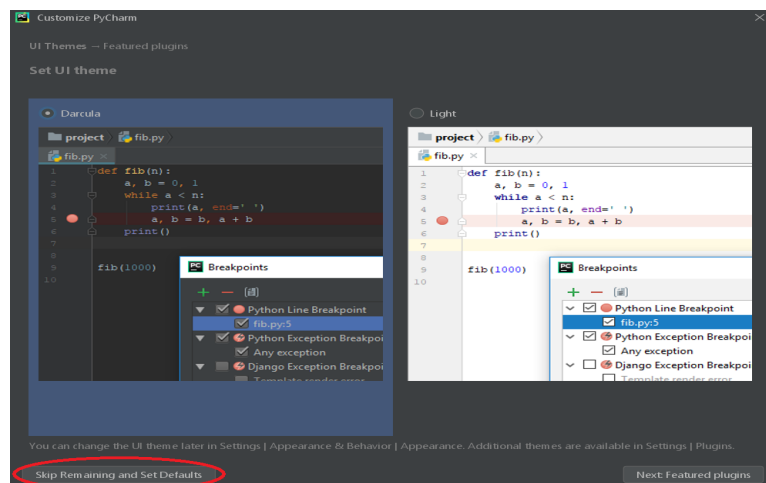 Customize PyCharm
UI Themes → Featured plugins
Set UI theme
Darcula
project fib.py
fib.py ×
1 def fib(n):
2 a, b = 0, 1
3 while a < n:
4 print(a, end=' ')
5 a, b = b, a + b
6 print()
7
8
9 fib(1000)
10
Breakpoints
Python Line Breakpoint
fib.py:5
Python Exception Breakpoi
Any exception
Django Exception Breakpoi
Template render error
Light
project fib.py
fib.py ×
1 def fib(n):
2 a, b = 0, 1
3 while a < n:
4 print(a, end=' ')
5 a, b = b, a + b
6 print()
7
8
9 fib(1000)
10
Breakpoints
Python Line Breakpoint
fib.py:5
Python Exception Breakpoi
Any exception
Django Exception Breakpoi
Template render error
You can change the UI theme later in Settings | Appearance & Behavior | Appearance. Additional themes are available in Settings | Plugins.
Skip Remaining and Set Defaults
Next: Featured plugins